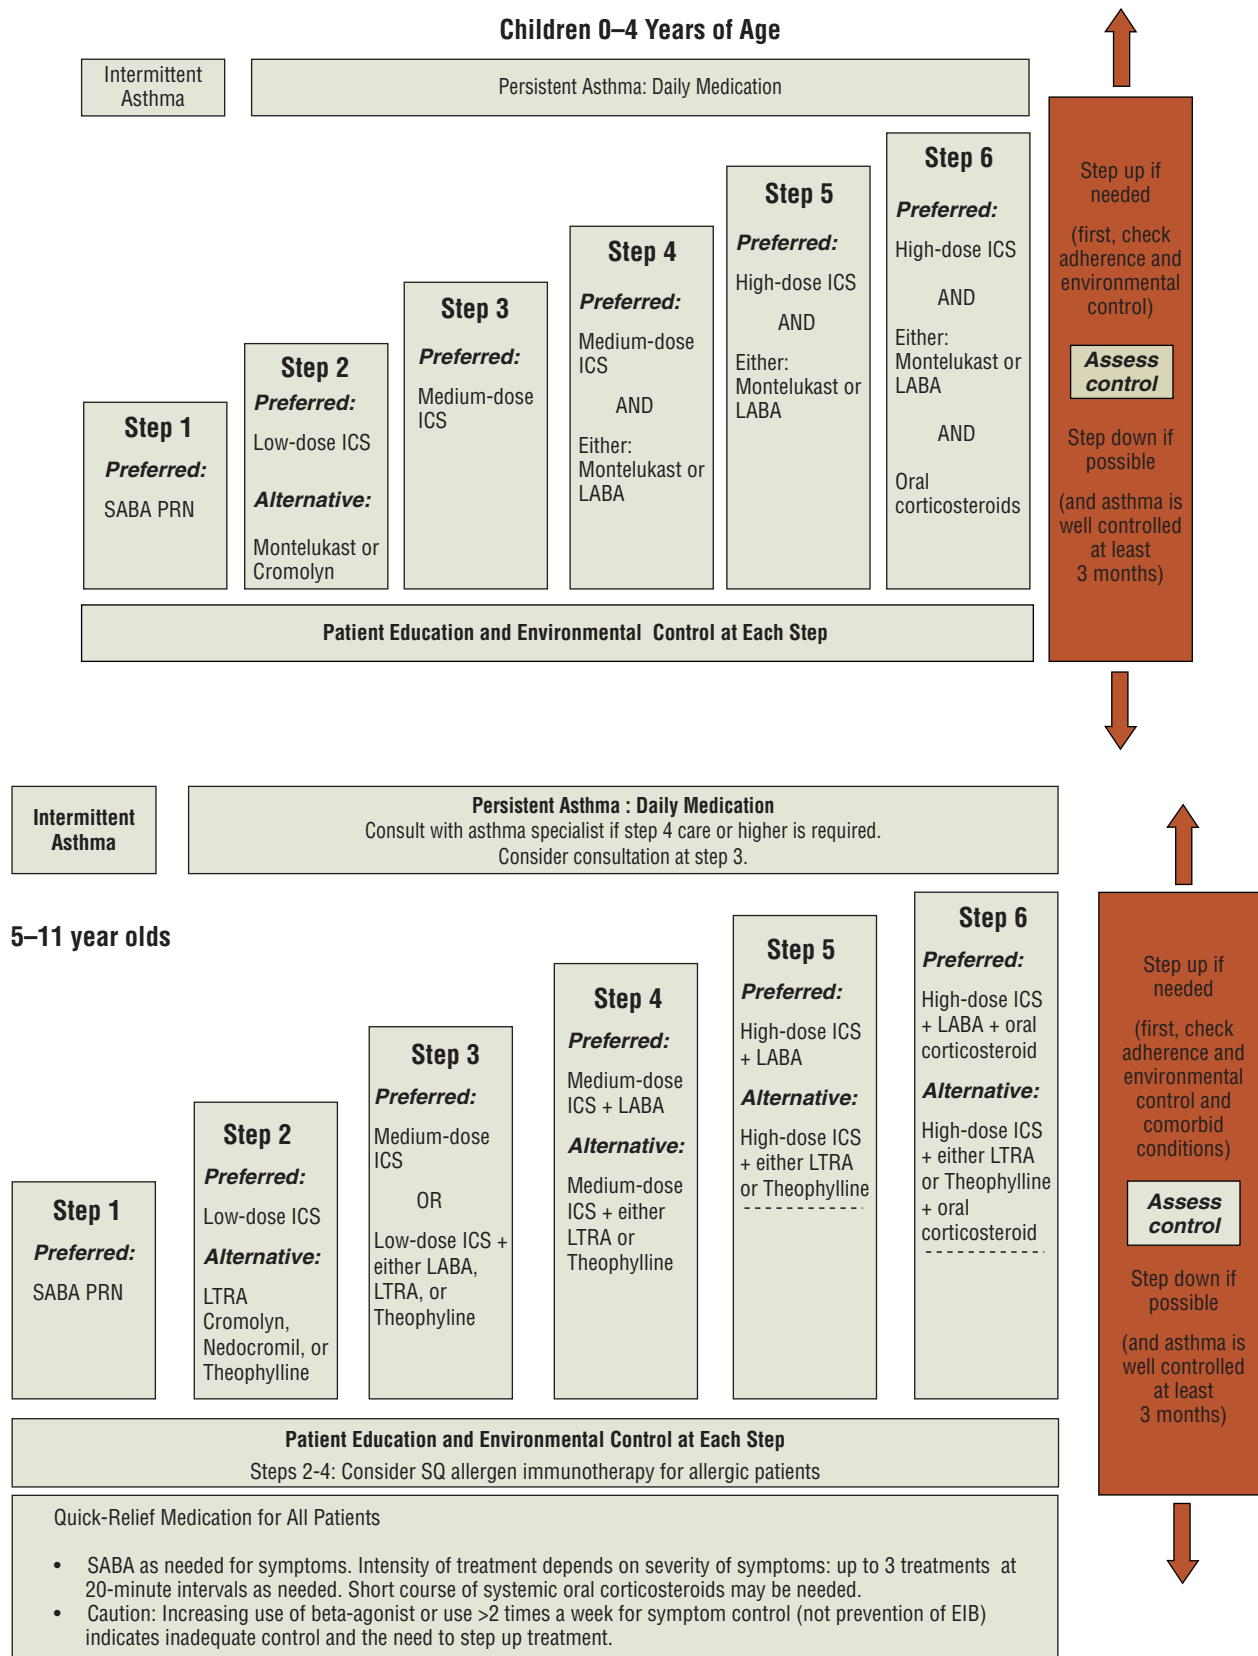 Children 0–4 Years of Age
Intermittent
Asthma
Persistent Asthma: Daily Medication
Step 1
Preferred:
SABA PRN
Step 2
Preferred:
Low-dose ICS
Alternative:
Montelukast or
Cromolyn
Step 3
Preferred:
Medium-dose
ICS
Step 4
Preferred:
Medium-dose
ICS
AND
Either:
Montelukast or
LABA
Step 5
Preferred:
High-dose ICS
AND
Either:
Montelukast or
LABA
Step 6
Preferred:
High-dose ICS
AND
Either:
Montelukast or
LABA
AND
Oral
corticosteroids
Patient Education and Environmental Control at Each Step
Step up if
needed
(first, check
adherence and
environmental
control)
Assess
control
Step down if
possible
(and asthma is
well controlled
at least
3 months)
Intermittent
Asthma
Persistent Asthma : Daily Medication
Consult with asthma specialist if step 4 care or higher is required.
Consider consultation at step 3.
5–11 year olds
Step 1
Preferred:
SABA PRN
Step 2
Preferred:
Low-dose ICS
Alternative:
LTRA
Cromolyn,
Nedocromil, or
Theophylline
Step 3
Preferred:
Medium-dose
ICS
OR
Low-dose ICS +
either LABA,
LTRA, or
Theophyline
Step 4
Preferred:
Medium-dose
ICS + LABA
Alternative:
Medium-dose
ICS + either
LTRA or
Theophylline
Step 5
Preferred:
High-dose ICS
+ LABA
Alternative:
High-dose ICS
+ either LTRA
or Theophylline
Step 6
Preferred:
High-dose ICS
+ LABA + oral
corticosteroid
Alternative:
High-dose ICS
+ either LTRA
or Theophylline
+ oral
corticosteroid
Patient Education and Environmental Control at Each Step
Steps 2-4: Consider SQ allergen immunotherapy for allergic patients
Step up if
needed
(first, check
adherence and
environmental
control and
comorbid
conditions)
Assess
control
Step down if
possible
(and asthma is
well controlled
at least
3 months)
Quick-Relief Medication for All Patients
• SABA as needed for symptoms. Intensity of treatment depends on severity of symptoms: up to 3 treatments at
20-minute intervals as needed. Short course of systemic oral corticosteroids may be needed.
• Caution: Increasing use of beta-agonist or use >2 times a week for symptom control (not prevention of EIB)
indicates inadequate control and the need to step up treatment.